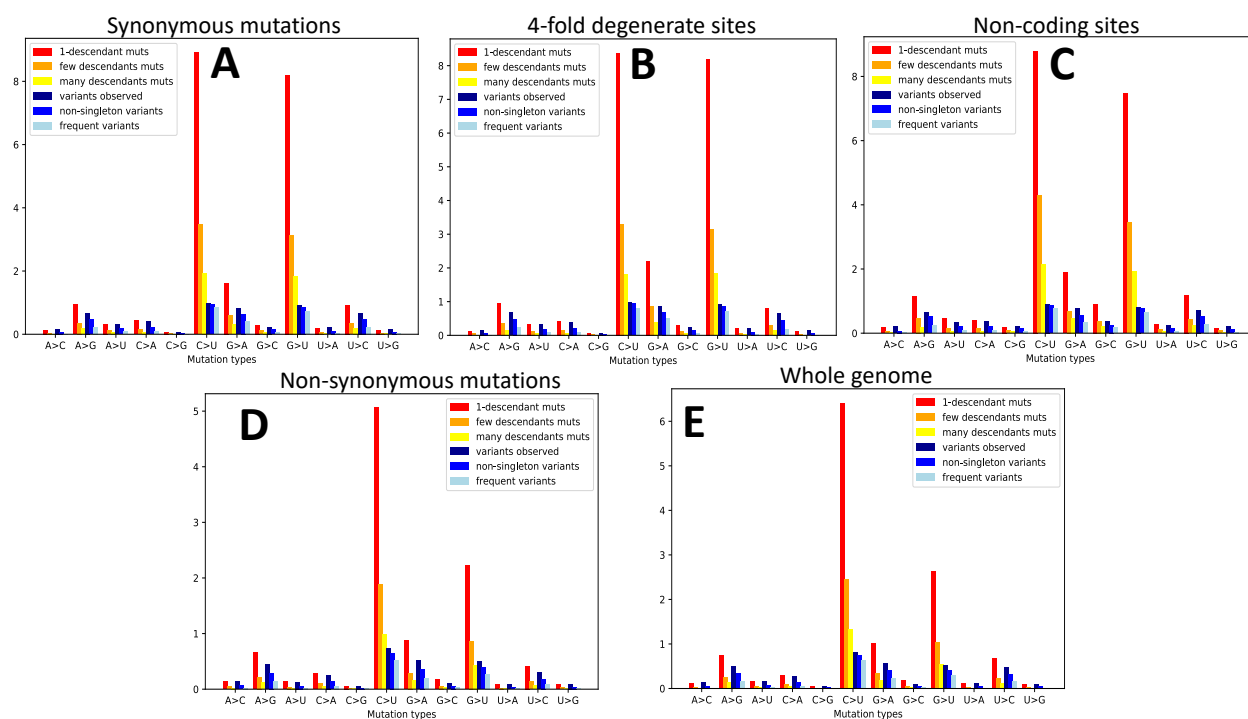 Synonymous mutations
A
1-descendant muts
few descendants muts
many descendants muts
variants observed
non-singleton variants
frequent variants
8
6
4
2
0
A>C A>G A>U C>A C>G C>U G>A G>C G>U U>A U>C U>G
Mutation types
4-fold degenerate sites
B
1-descendant muts
few descendants muts
many descendants muts
variants observed
non-singleton variants
frequent variants
8
7
6
5
4
3
2
1
0
A>C A>G A>U C>A C>G C>U G>A G>C G>U U>A U>C U>G
Mutation types
Non-coding sites
C
1-descendant muts
few descendants muts
many descendants muts
variants observed
non-singleton variants
frequent variants
8
6
4
2
0
A>C A>G A>U C>A C>G C>U G>A G>C G>U U>A U>C U>G
Mutation types
Non-synonymous mutations
D
1-descendant muts
few descendants muts
many descendants muts
variants observed
non-singleton variants
frequent variants
5
4
3
2
1
0
A>C A>G A>U C>A C>G C>U G>A G>C G>U U>A U>C U>G
Mutation types
Whole genome
E
1-descendant muts
few descendants muts
many descendants muts
variants observed
non-singleton variants
frequent variants
6
5
4
3
2
1
0
A>C A>G A>U C>A C>G C>U G>A G>C G>U U>A U>C U>G
Mutation types